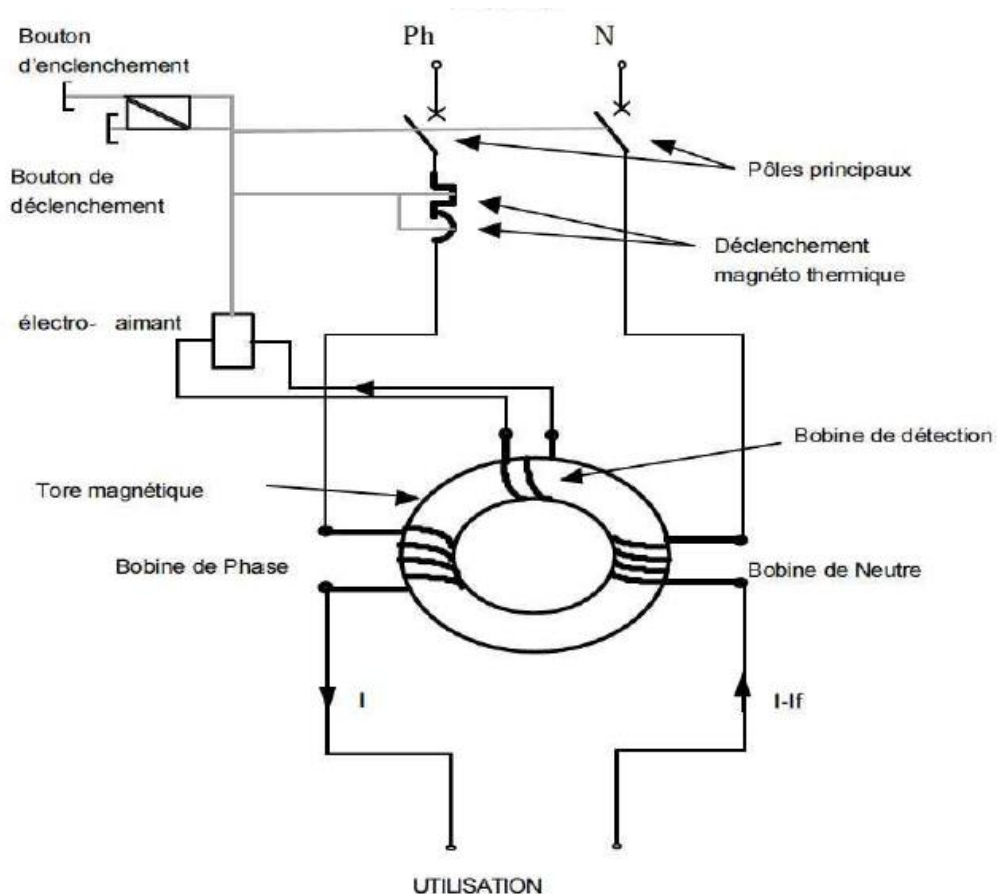 Ph
N
Bouton
d'enclenchement
Bouton de
déclenchement
Pôles principaux
Déclenchement
magnéto thermique
électro- aimant
Bobine de détection
Tore magnétique
Bobine de Phase
Bobine de Neutre
I
I-If
UTILISATION